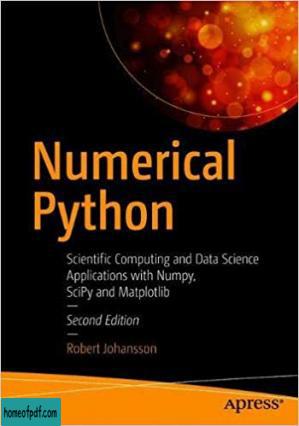 Numerical
Python
Scientific Computing and Data Science
Applications with Numpy,
SciPy and Matplotlib
—
Second Edition
—
Robert Johansson
Apress®
homeofpdf.com